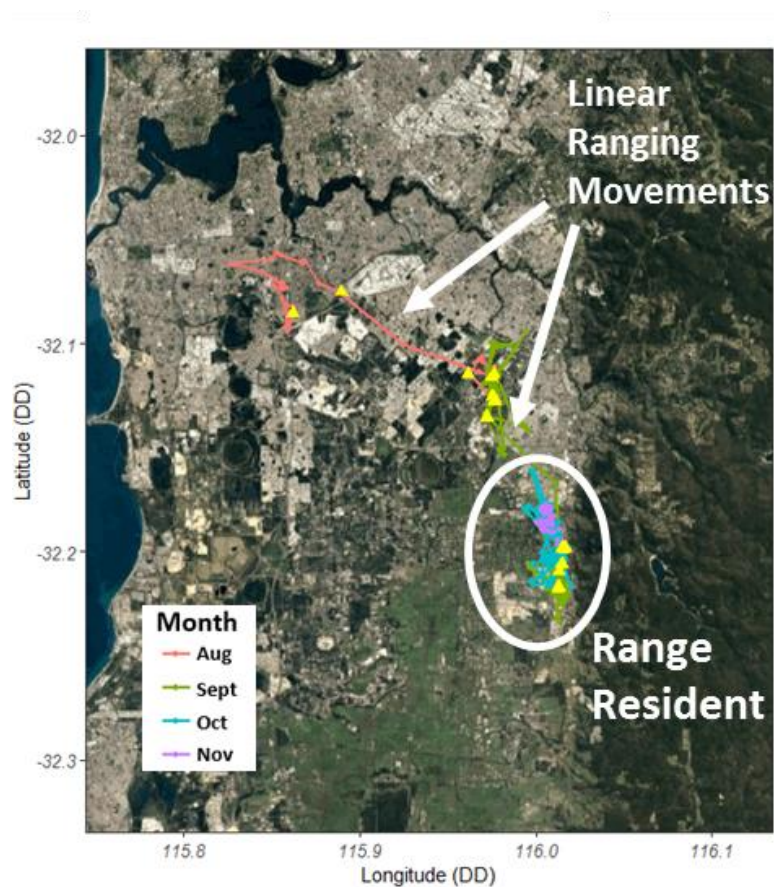 Linear
Ranging
Movements
-32.0
-32.1
-32.2
-32.3
Latitude (DD)
Range
Resident
Month
Aug
Sept
Oct
Nov
115.8 115.9 116.0 116.1
Longitude (DD)